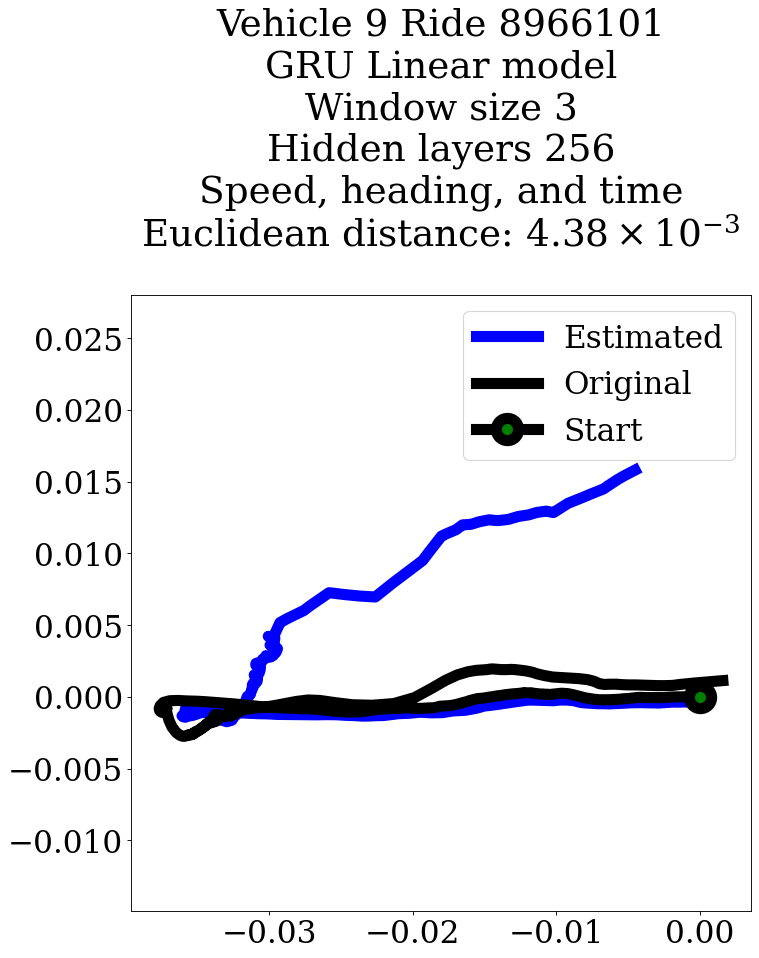 Vehicle 9 Ride 8966101
GRU Linear model
Window size 3
Hidden layers 256
Speed, heading, and time
Euclidean distance: 4.38 × 10⁻³
Estimated
Original
Start
0.025
0.020
0.015
0.010
0.005
0.000
−0.005
−0.010
−0.03 −0.02 −0.01 0.00